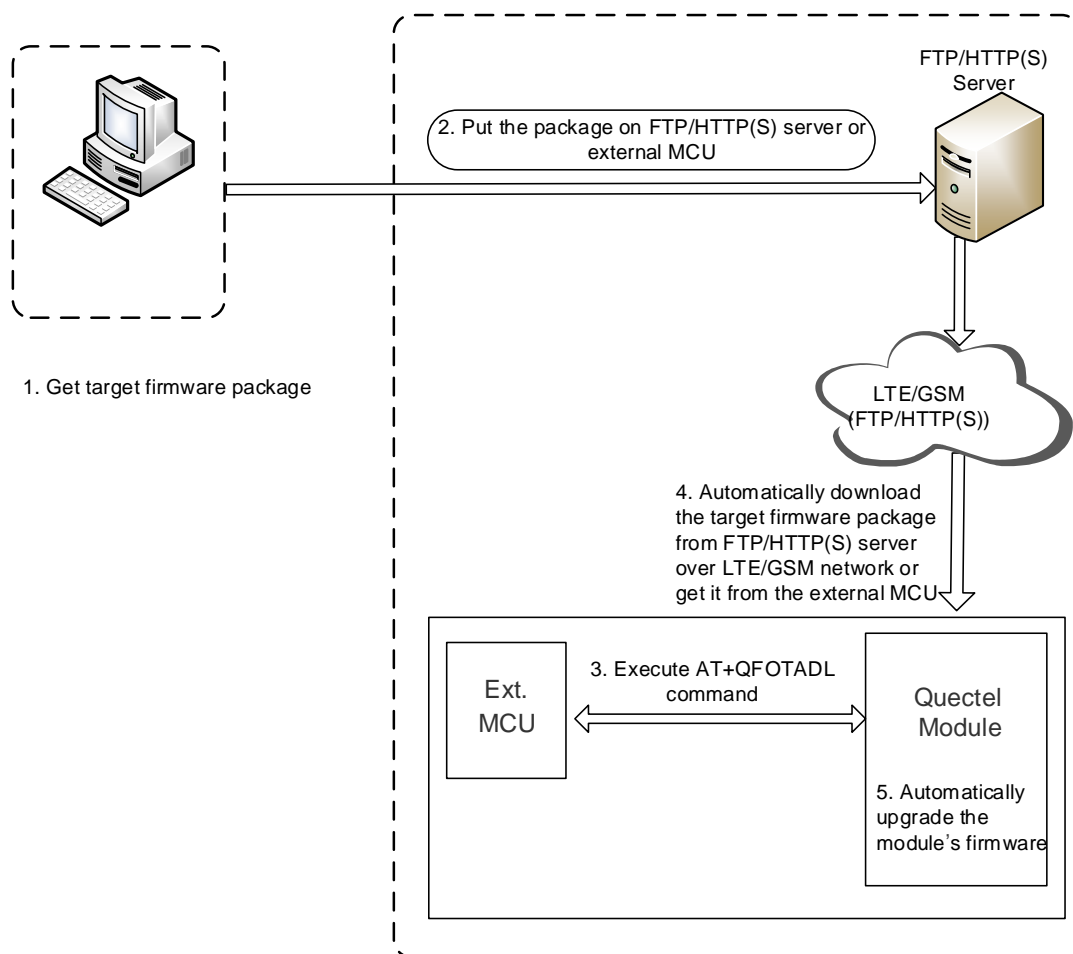 FTP/HTTP(S)
Server
2. Put the package on FTP/HTTP(S) server or
external MCU
1. Get target firmware package
LTE/GSM
(FTP/HTTP(S))
4. Automatically download
the target firmware package
from FTP/HTTP(S) server
over LTE/GSM network or
get it from the external MCU
3. Execute AT+QFOTADL
command
Ext.
MCU
Quectel
Module
5. Automatically
upgrade the
module’s firmware